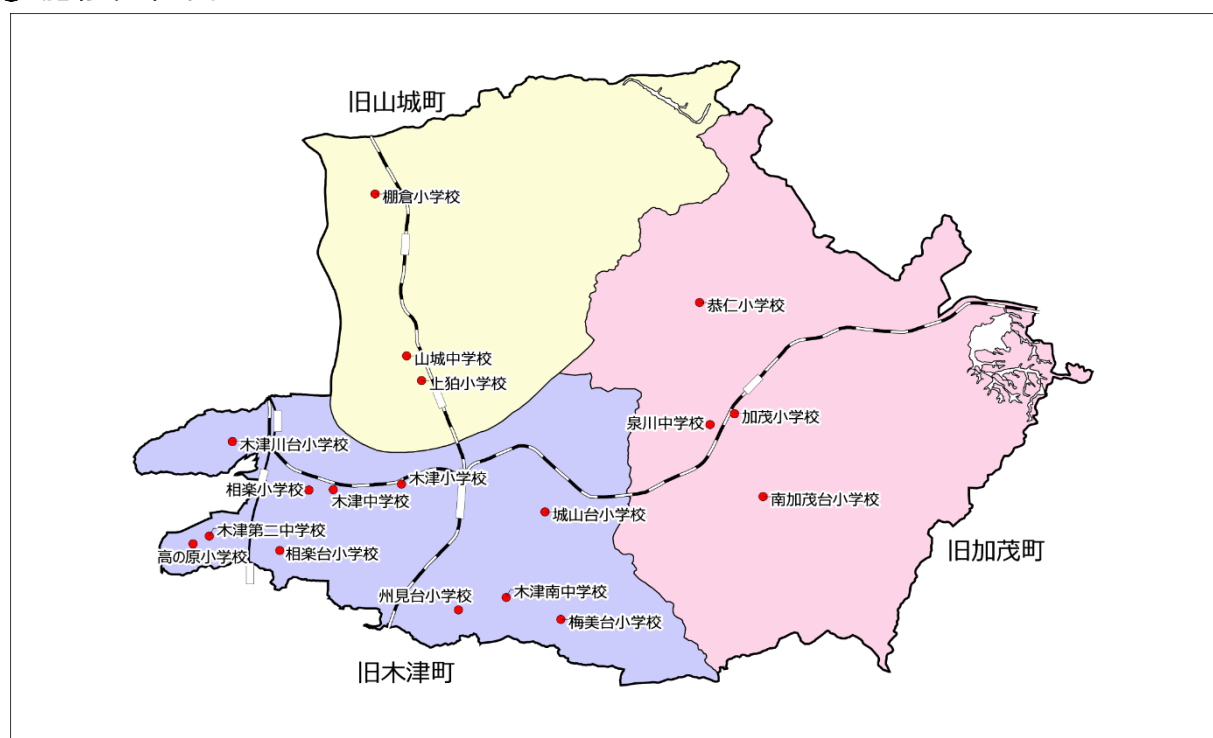 旧山城町
棚倉小学校
恭仁小学校
山城中学校
上狛小学校
加茂小学校
泉川中学校
木津川台小学校
木津小学校
相楽小学校
木津中学校
南加茂台小学校
城山台小学校
木津第二中学校
高の原小学校
相楽台小学校
旧加茂町
州見台小学校
木津南中学校
梅美台小学校
旧木津町